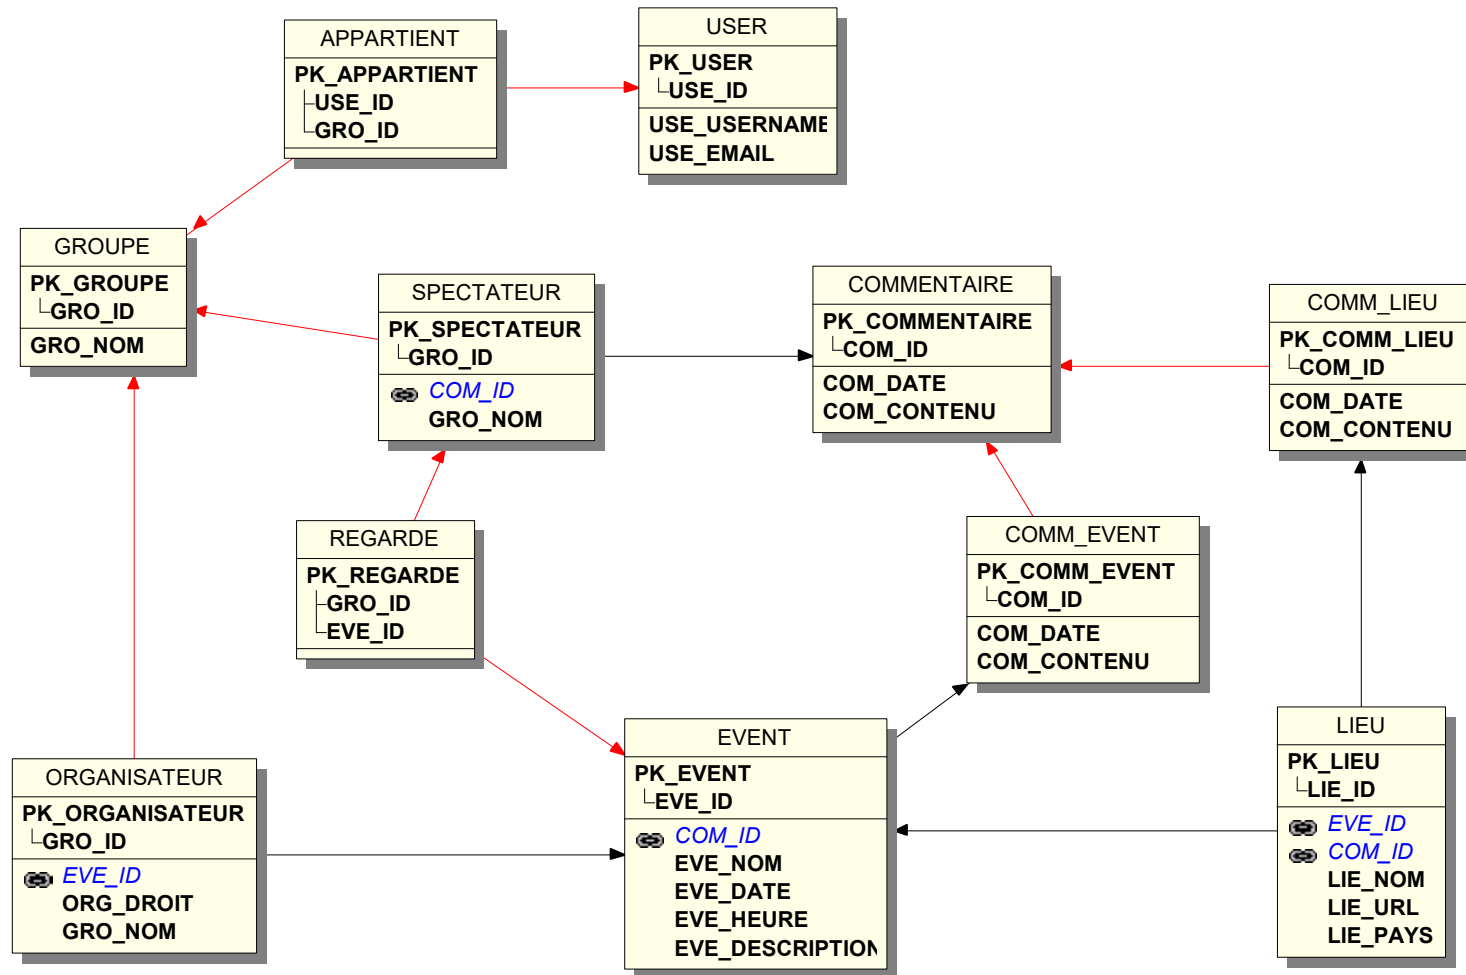 APPARTIENT
PK_APPARTIENT
USE_ID
GRO_ID
USER
PK_USER
USE_ID
USE_USERNAME
USE_EMAIL
GROUPE
PK_GROUPE
GRO_ID
GRO_NOM
SPECTATEUR
PK_SPECTATEUR
GRO_ID
COM_ID
GRO_NOM
COMMENTAIRE
PK_COMMENTAIRE
COM_ID
COM_DATE
COM_CONTENU
COMM_LIEU
PK_COMM_LIEU
COM_ID
COM_DATE
COM_CONTENU
REGARDE
PK_REGARDE
GRO_ID
EVE_ID
COMM_EVENT
PK_COMM_EVENT
COM_ID
COM_DATE
COM_CONTENU
ORGANISATEUR
PK_ORGANISATEUR
GRO_ID
EVE_ID
ORG_DROIT
GRO_NOM
EVENT
PK_EVENT
EVE_ID
COM_ID
EVE_NOM
EVE_DATE
EVE_HEURE
EVE_DESCRIPTION
LIEU
PK_LIEU
LIE_ID
EVE_ID
COM_ID
LIE_NOM
LIE_URL
LIE_PAYS